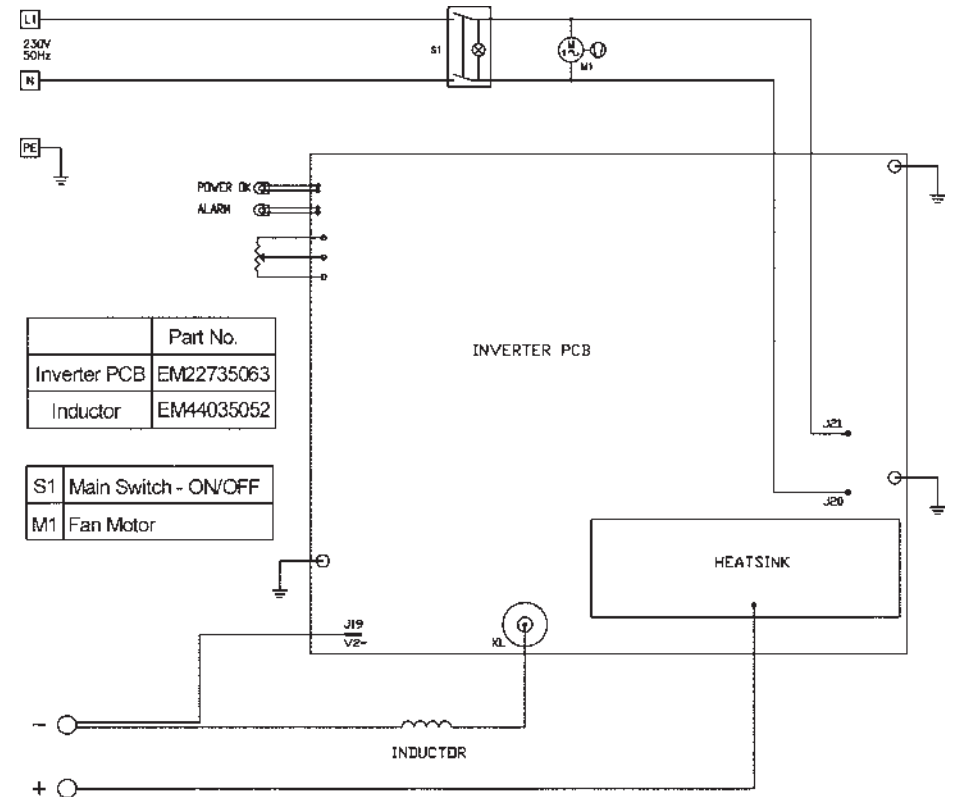 L1
230V
50Hz
N
S1
M
1
M1
PE
POWER OK
ALARM
Part No.
Inverter PCB EM22735063
Inductor EM44035052
INVERTER PCB
J21
S1 Main Switch - ON/OFF
M1 Fan Motor
J20
HEATSINK
J19
V2-
XL
-
INDUCTOR
+